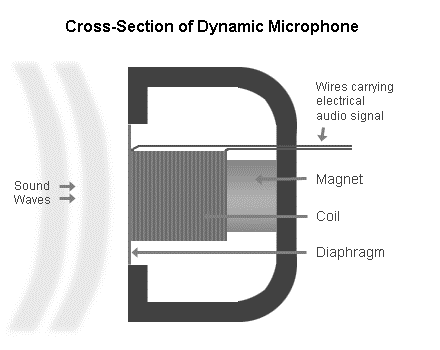 Cross-Section of Dynamic Microphone
Wires carrying
electrical
audio signal
Sound
Waves
Magnet
Coil
Diaphragm